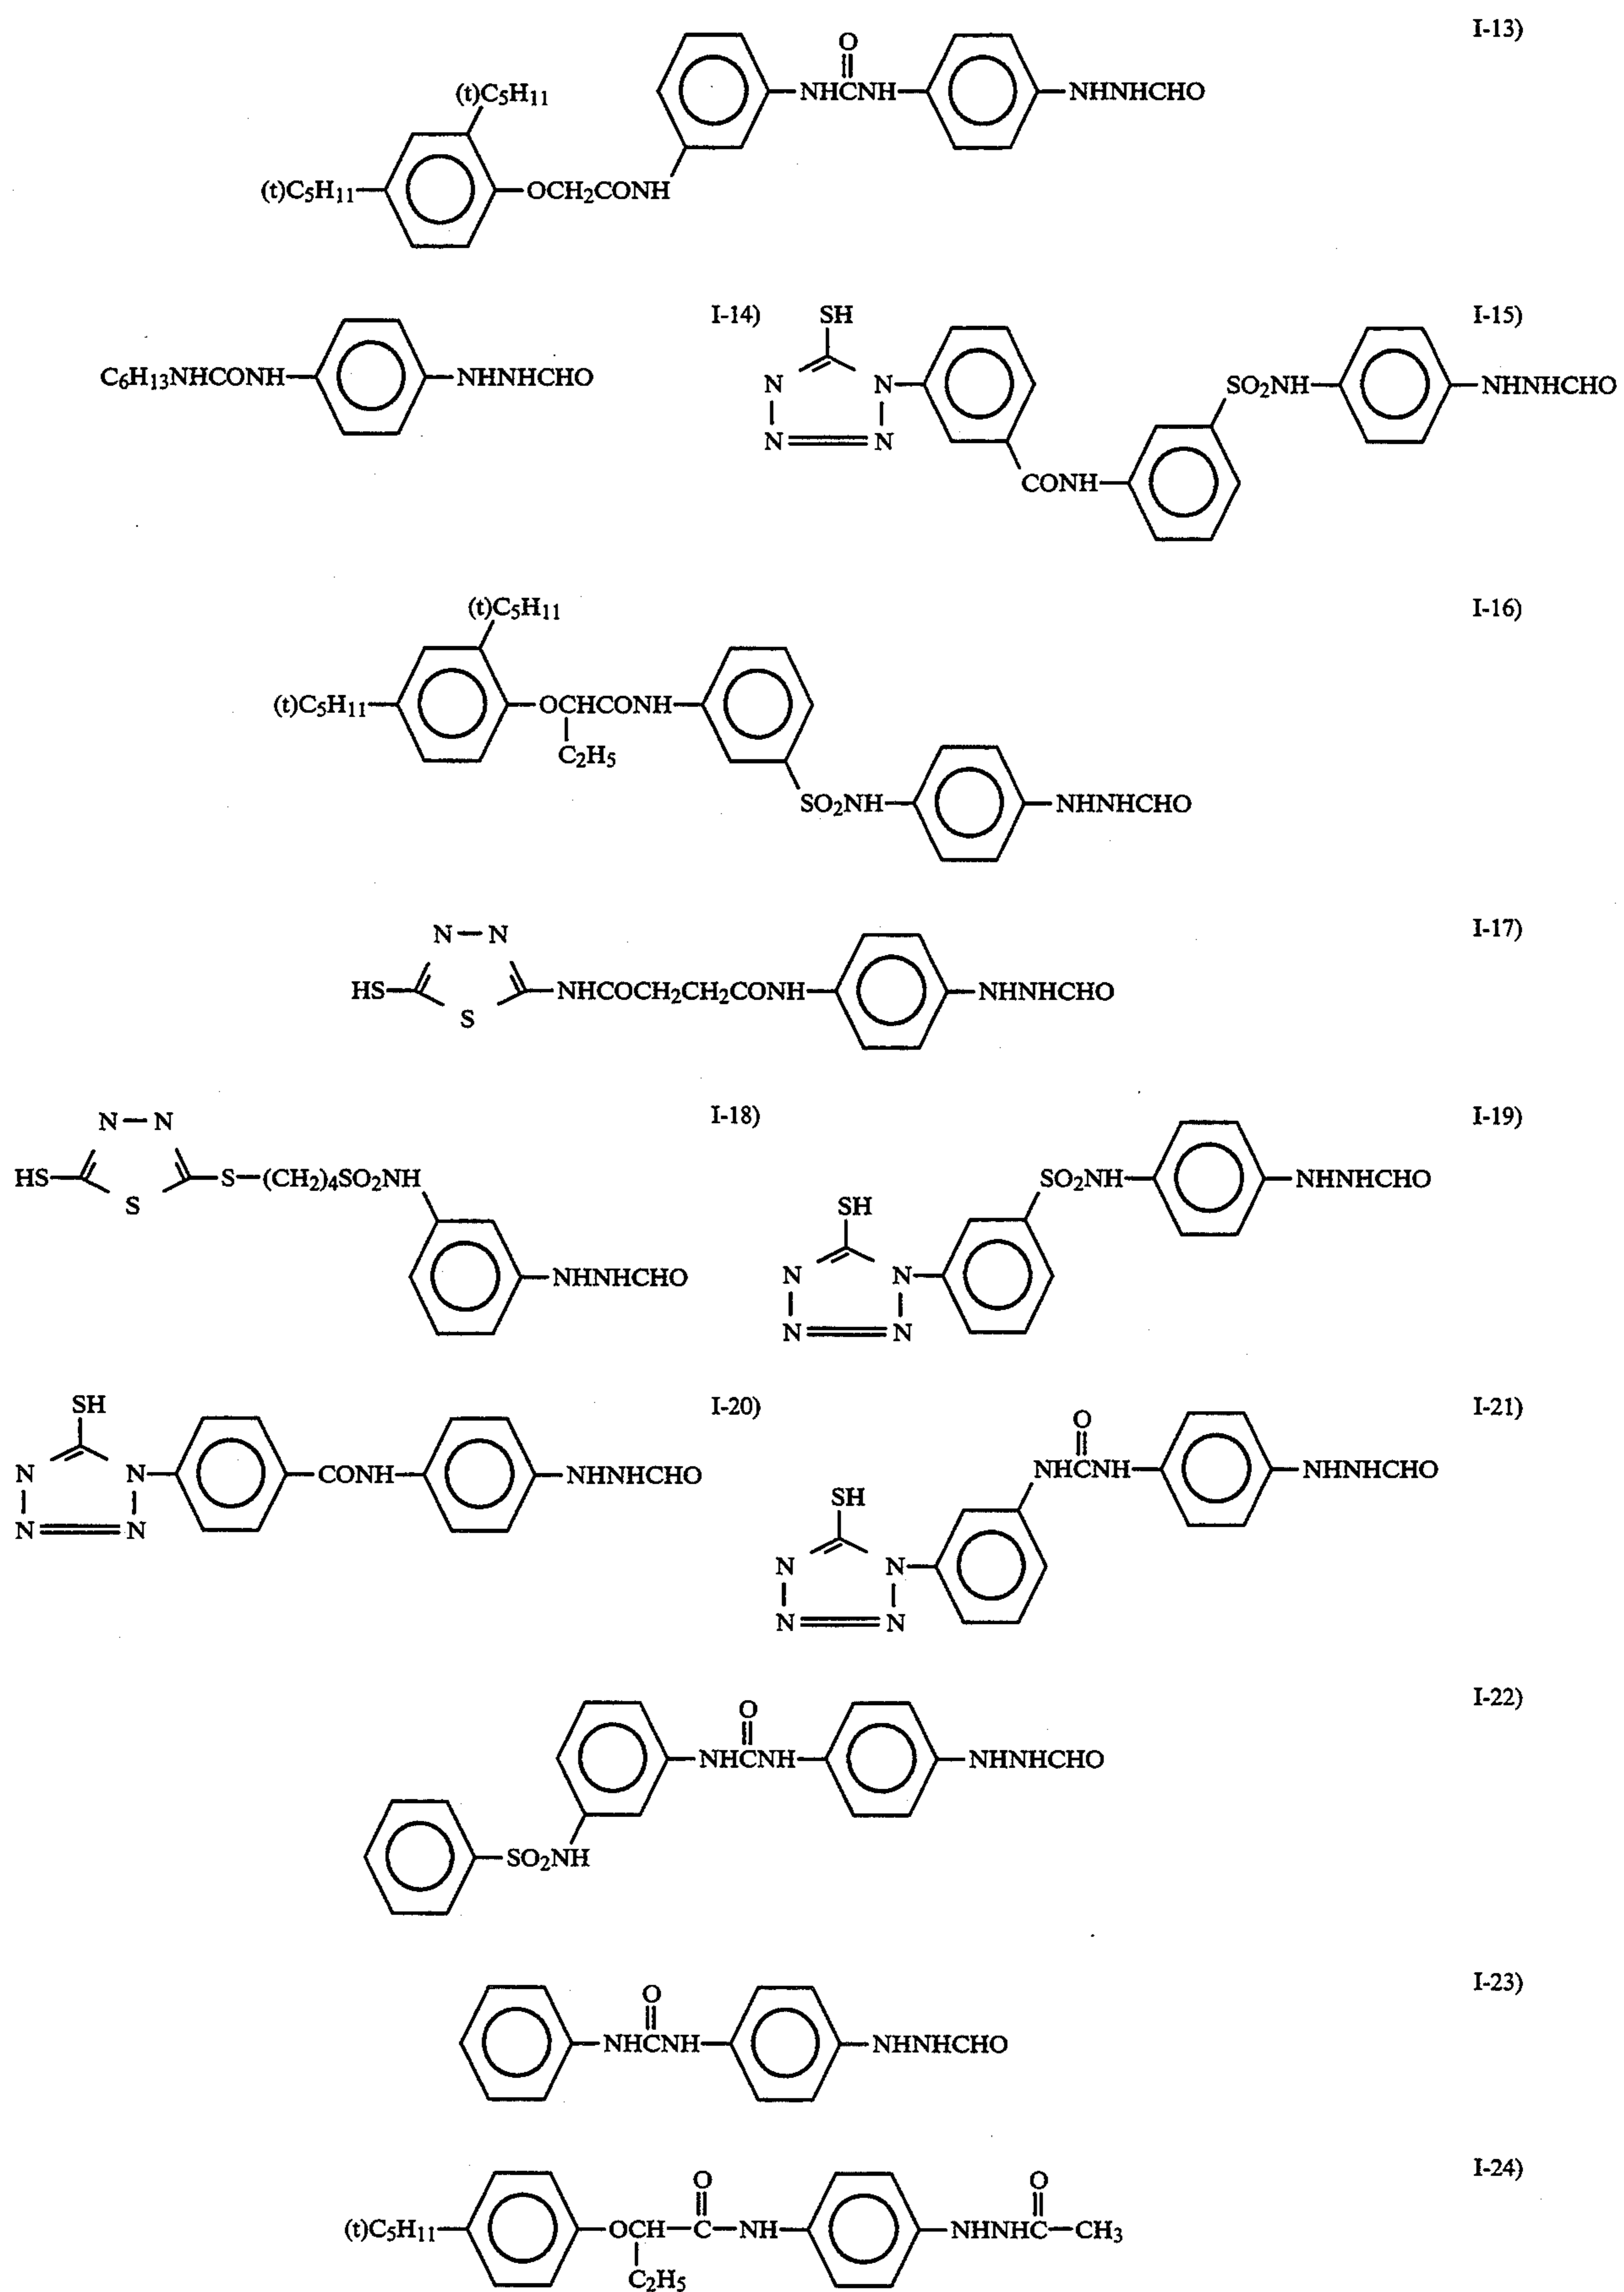 I-13)
O
(t)C5H11
NHCNH
NHNHCHO
(t)C5H11
OCH2CONH
I-14)
C6H13NHCONH
NHNHCHO
I-15)
SH
N
N
N
N
SO2NH
NHNHCHO
CONH
I-16)
(t)C5H11
(t)C5H11
OCHCONH
C2H5
SO2NH
NHNHCHO
I-17)
N
N
HS
S
NHCOCH2CH2CONH
NHNHCHO
I-18)
N
N
HS
S
S
(CH2)4SO2NH
NHNHCHO
I-19)
SO2NH
NHNHCHO
SH
N
N
N
N
I-20)
SH
N
N
N
N
CONH
NHNHCHO
I-21)
O
NHCNH
NHNHCHO
SH
N
N
N
N
I-22)
O
NHCNH
NHNHCHO
SO2NH
I-23)
O
NHCNH
NHNHCHO
I-24)
O
O
(t)C5H11
OCH
C
NH
NHNHC
CH3
C2H5